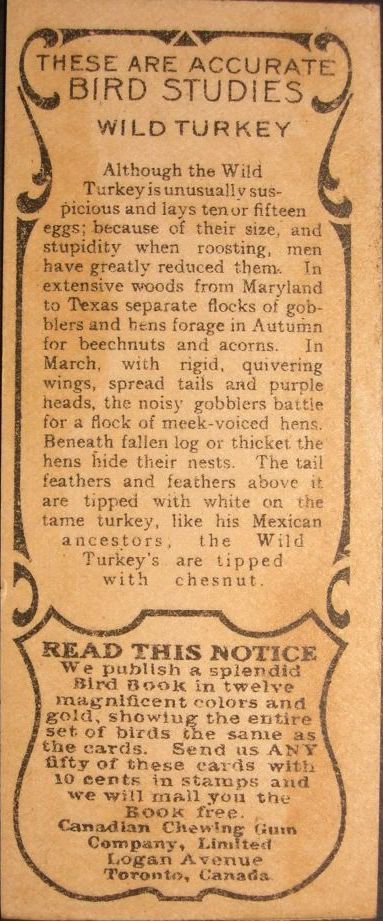 THESE ARE ACCURATE
BIRD STUDIES
WILD TURKEY
Although the Wild
Turkey is unusually sus-
picious and lays ten or fifteen
eggs; because of their size, and
stupidity when roosting, men
have greatly reduced them. In
extensive woods from Maryland
to Texas separate flocks of gob-
blers and hens forage in Autumn
for beechnuts and acorns. In
March, with rigid, quivering
wings, spread tails and purple
heads, the noisy gobblers battle
for a flock of meek-voiced hens.
Beneath fallen log or thicket the
hens hide their nests. The tail
feathers and feathers above it
are tipped with white on the
tame turkey, like his Mexican
ancestors, the Wild
Turkey's are tipped
with chesnut.
READ THIS NOTICE
We publish a splendid
Bird Book in twelve
magnificent colors and
gold, showing the entire
set of birds the same as
the cards. Send us ANY
fifty of these cards with
10 cents in stamps and
we will mail you the
BOOK free.
Canadian Chewing Gum
Company, Limited
Logan Avenue
Toronto, Canada